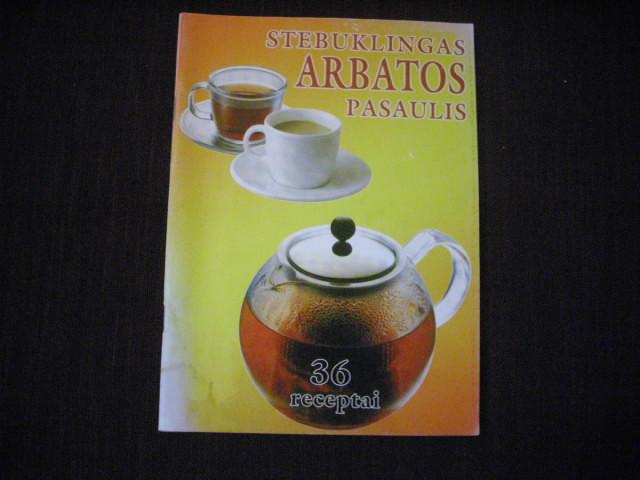 STEBUKLINGAS
ARBATOS
PASAULIS
36
receptai